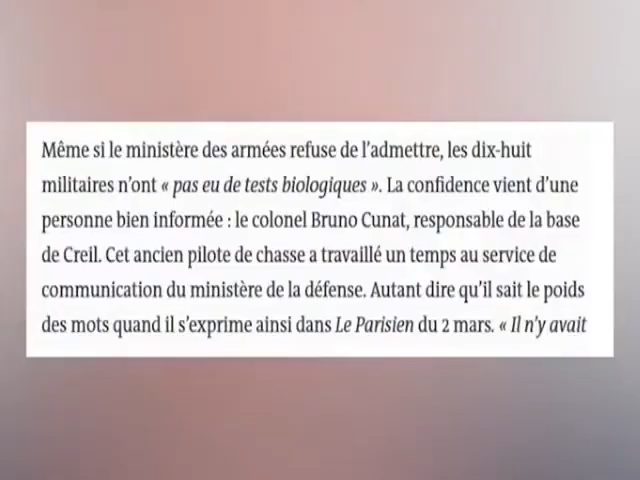 Même si le ministère des armées refuse de l’admettre, les dix-huit
militaires n’ont « pas eu de tests biologiques ». La confidence vient d’une
personne bien informée : le colonel Bruno Cunat, responsable de la base
de Creil. Cet ancien pilote de chasse a travaillé un temps au service de
communication du ministère de la défense. Autant dire qu’il sait le poids
des mots quand il s’exprime ainsi dans Le Parisien du 2 mars. « Il n’y avait